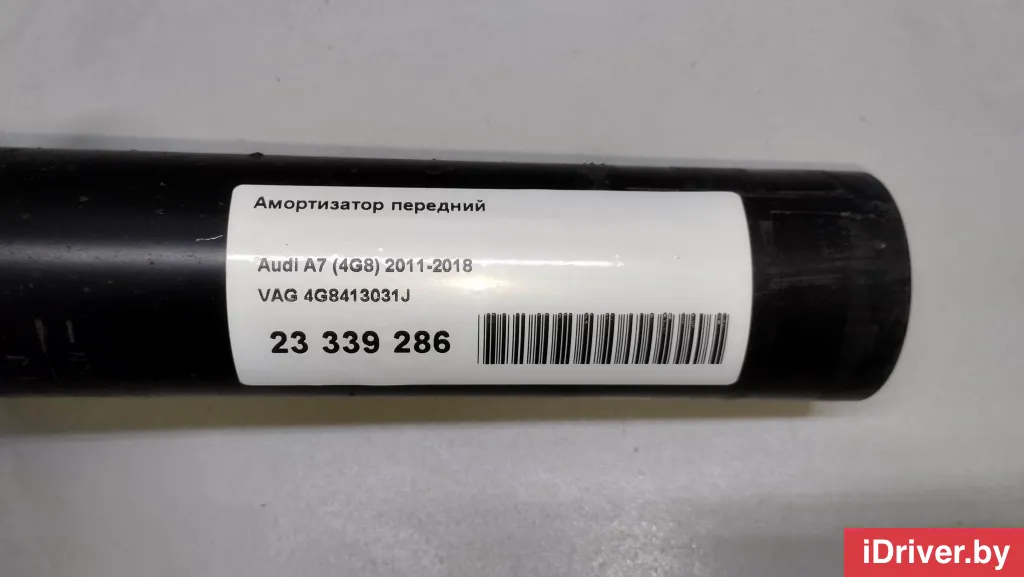 Амортизатор передний
Audi A7 (4G8) 2011-2018
VAG 4G8413031J
23 339 286
iDriver.by